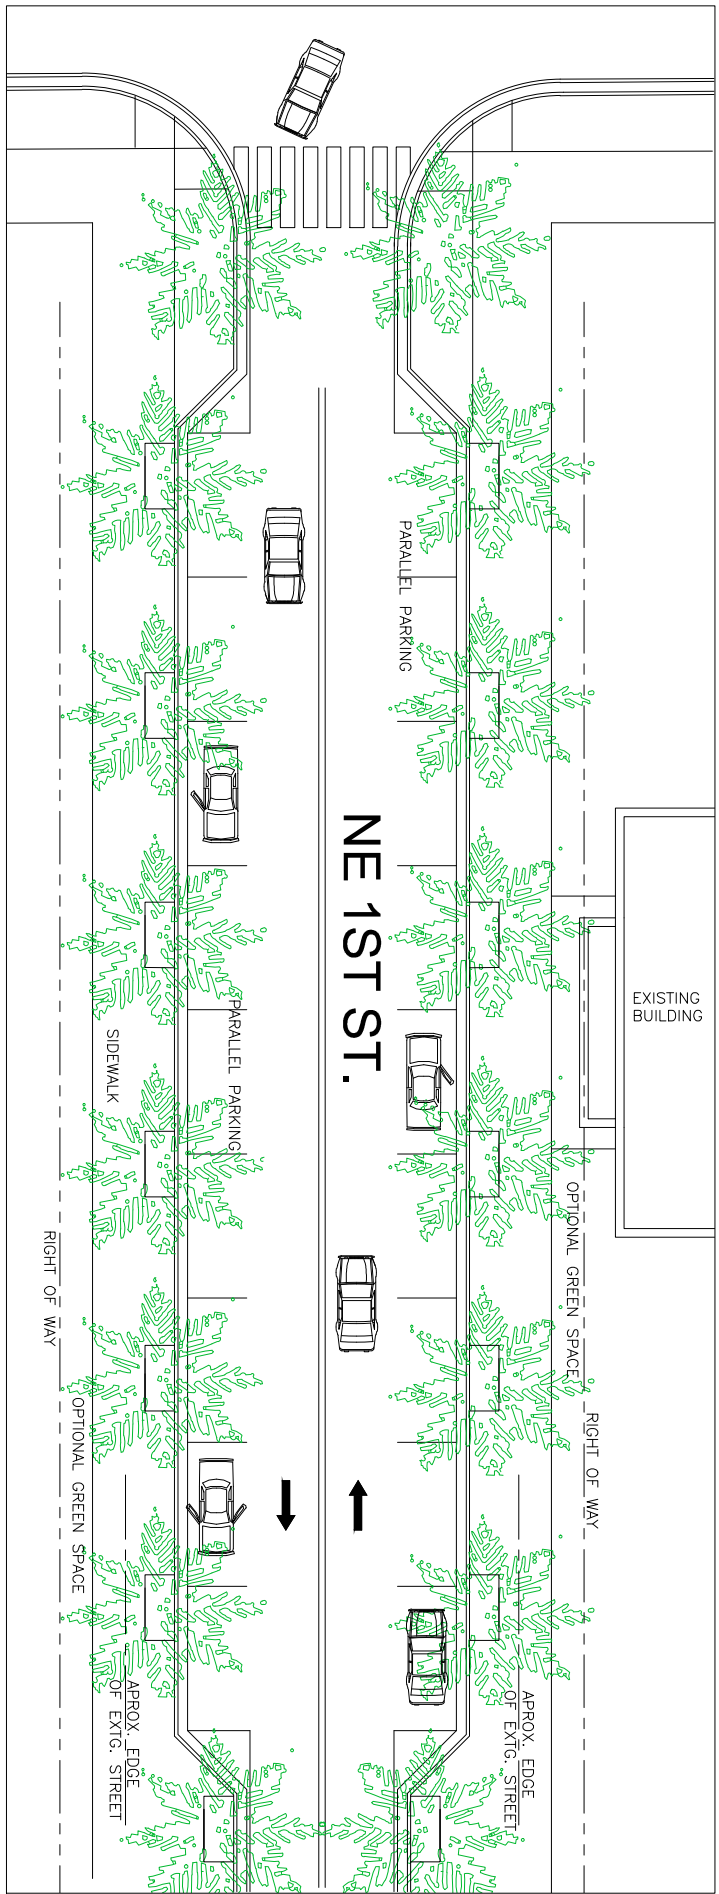 PARALLEL PARKING
NE 1ST ST.
EXISTING
BUILDING
PARALLEL PARKING
SIDEWALK
OPTIONAL GREEN SPACE
RIGHT OF WAY
OPTIONAL GREEN SPACE
RIGHT OF WAY
APROX. EDGE
OF EXTG. STREET
APROX. EDGE
OF EXTG. STREET